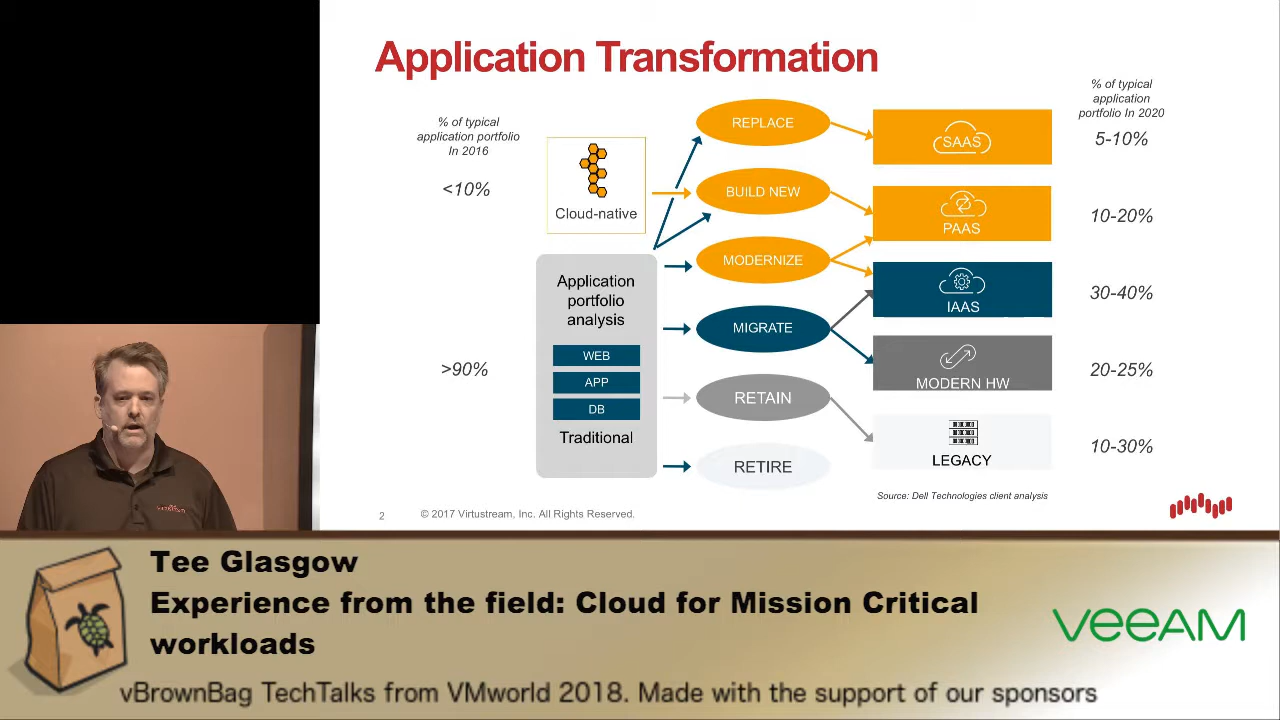 Application Transformation
% of typical
application portfolio
In 2016
<10%
>90%
Cloud-native
Application
portfolio
analysis
WEB
APP
DB
Traditional
REPLACE
BUILD NEW
MODERNIZE
MIGRATE
RETAIN
RETIRE
SAAS
PAAS
IAAS
MODERN HW
LEGACY
% of typical
application
portfolio In 2020
5-10%
10-20%
30-40%
20-25%
10-30%
Source: Dell Technologies client analysis
2
© 2017 Virtustream, Inc. All Rights Reserved.
Tee Glasgow
Experience from the field: Cloud for Mission Critical
workloads
veeAM
vBrownBag TechTalks from VMworld 2018. Made with the support of our sponsors